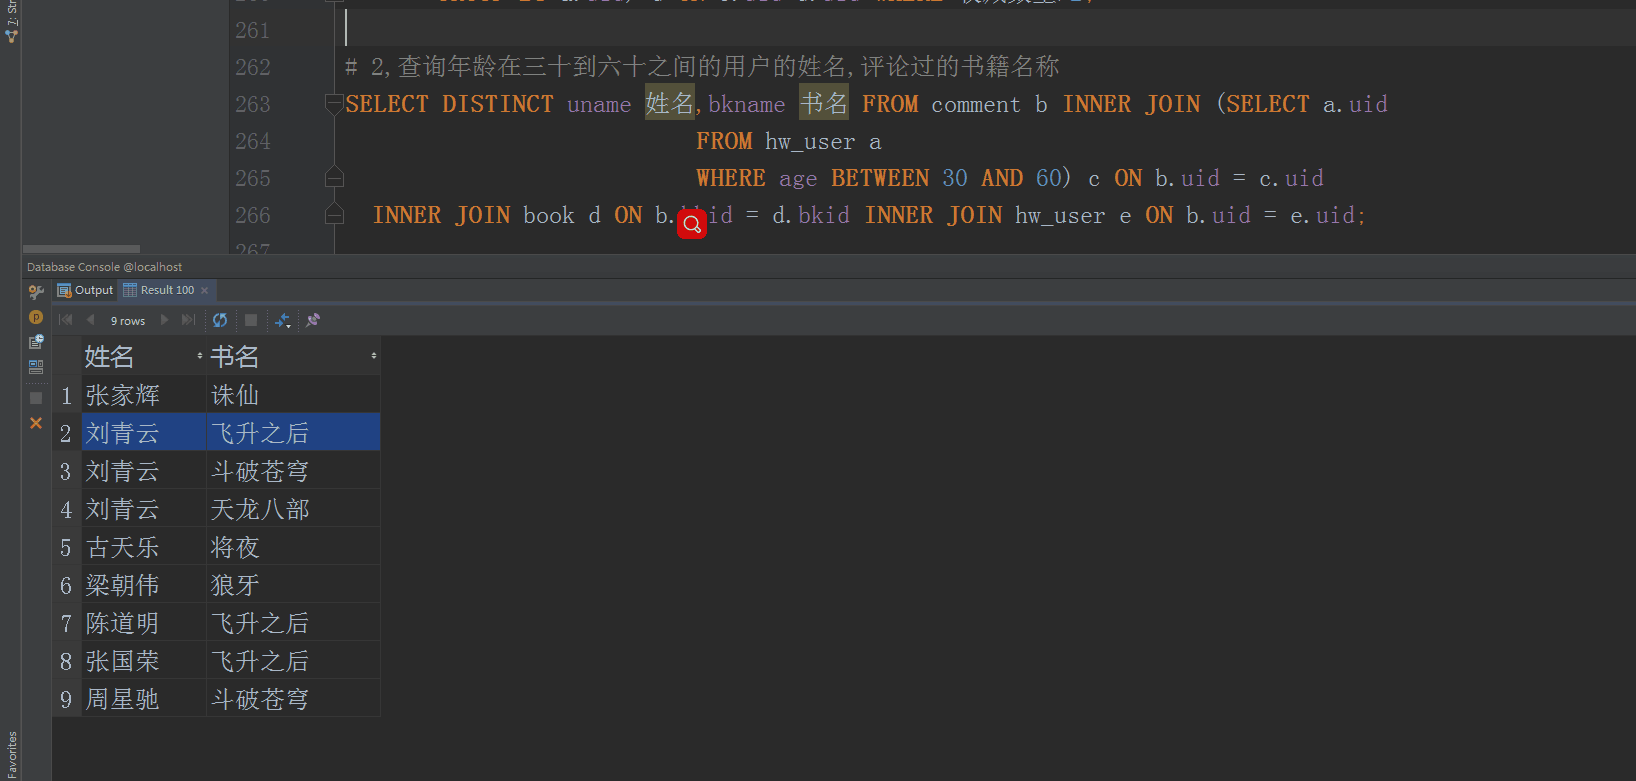 7: Str
261
262 # 2,查询年龄在三十到六十之间的用户的姓名,评论过的书籍名称
263 SELECT DISTINCT uname 姓名,bkname 书名 FROM comment b INNER JOIN (SELECT a.uid
264 FROM hw_user a
265 WHERE age BETWEEN 30 AND 60) c ON b.uid = c.uid
266 INNER JOIN book d ON b. id = d.bkid INNER JOIN hw_user e ON b.uid = e.uid;
267
Database Console @localhost
Output Result 100
9 rows
姓名 书名
1 张家辉 诛仙
2 刘青云 飞升之后
3 刘青云 斗破苍穹
4 刘青云 天龙八部
5 古天乐 将夜
6 梁朝伟 狼牙
7 陈道明 飞升之后
8 张国荣 飞升之后
9 周星驰 斗破苍穹
Favorites